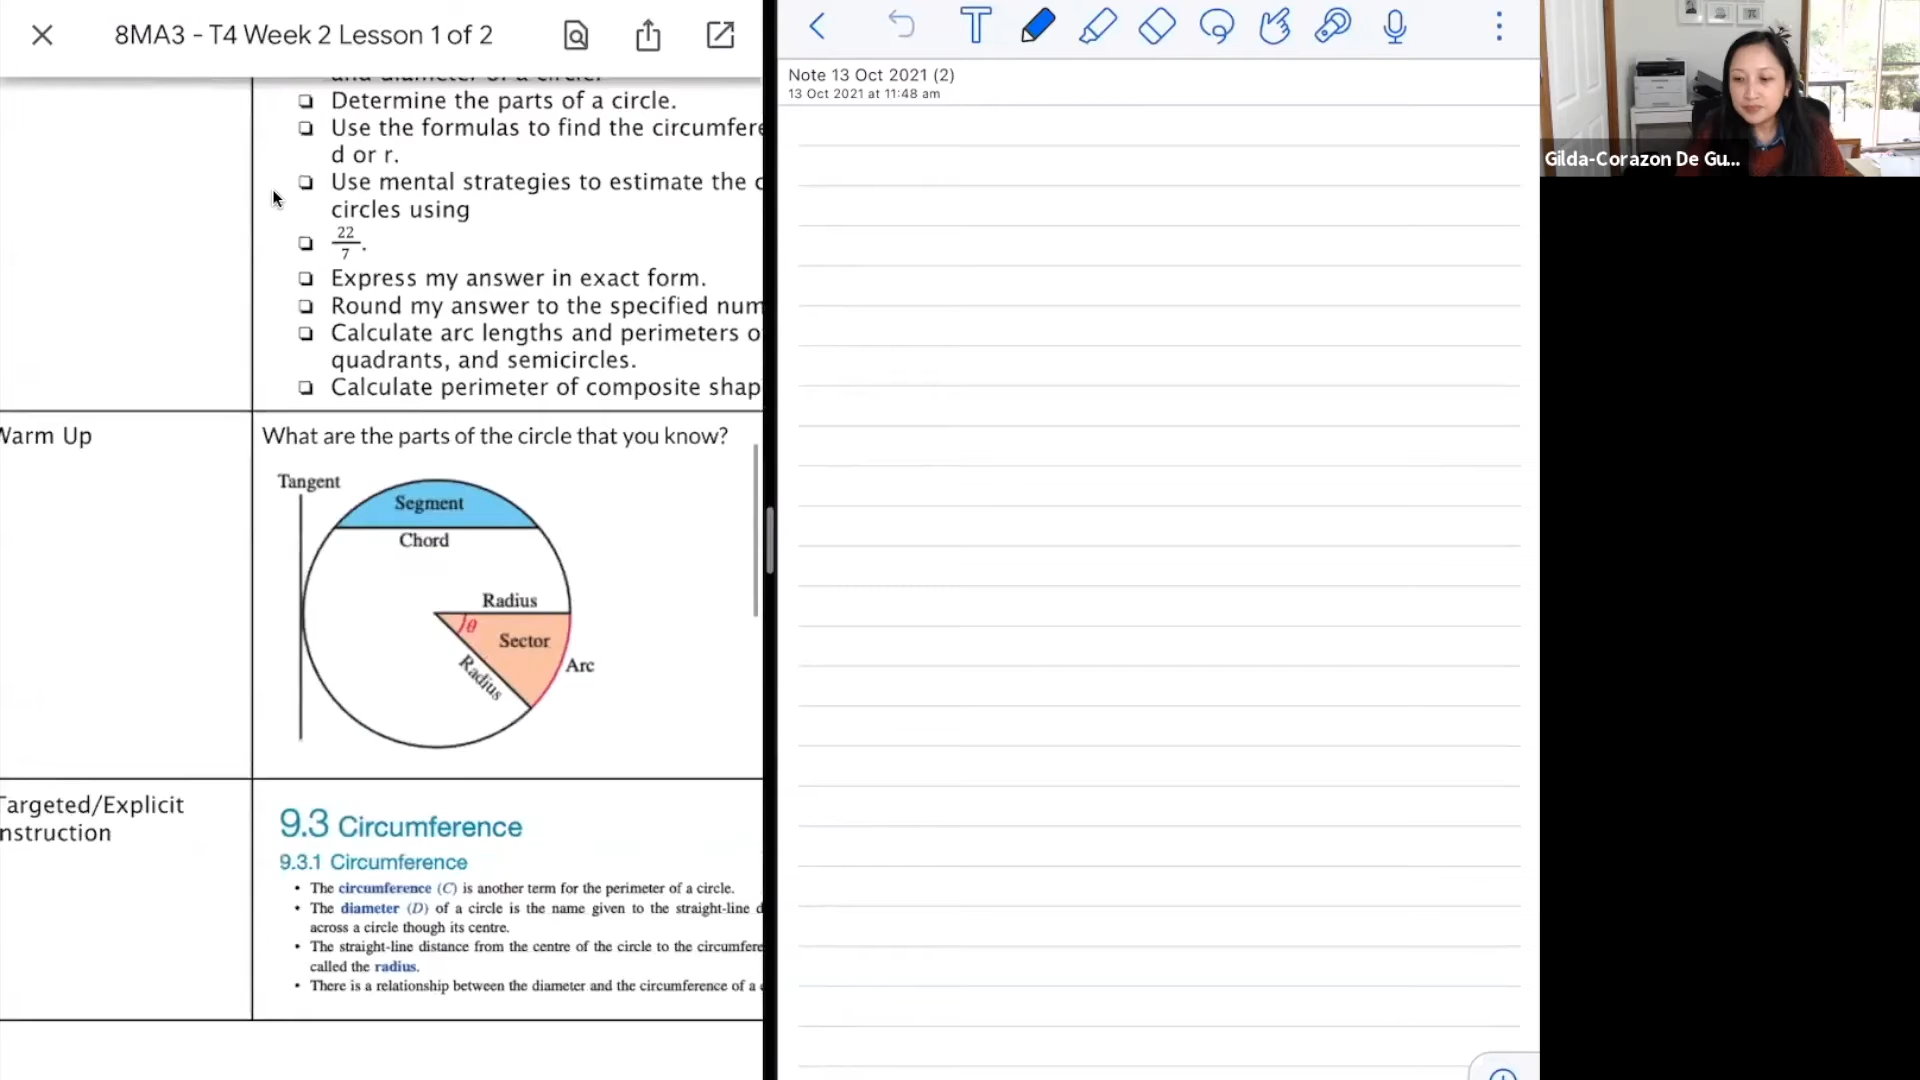 8MA3 - T4 Week 2 Lesson 1 of 2
Determine the parts of a circle.
Use the formulas to find the circumfere
d or r.
Use mental strategies to estimate the c
circles using
22
7 .
Express my answer in exact form.
Round my answer to the specified num
Calculate arc lengths and perimeters o
quadrants, and semicircles.
Calculate perimeter of composite shap
Warm Up
What are the parts of the circle that you know?
Tangent
Segment
Chord
Radius
θ
Sector
Radius
Arc
Targeted/Explicit
nstruction
9.3 Circumference
9.3.1 Circumference
• The circumference (C) is another term for the perimeter of a circle.
• The diameter (D) of a circle is the name given to the straight-line d
across a circle though its centre.
• The straight-line distance from the centre of the circle to the circumfere
called the radius.
• There is a relationship between the diameter and the circumference of a c
Note 13 Oct 2021 (2)
13 Oct 2021 at 11:48 am
Gilda-Corazon De Gu...